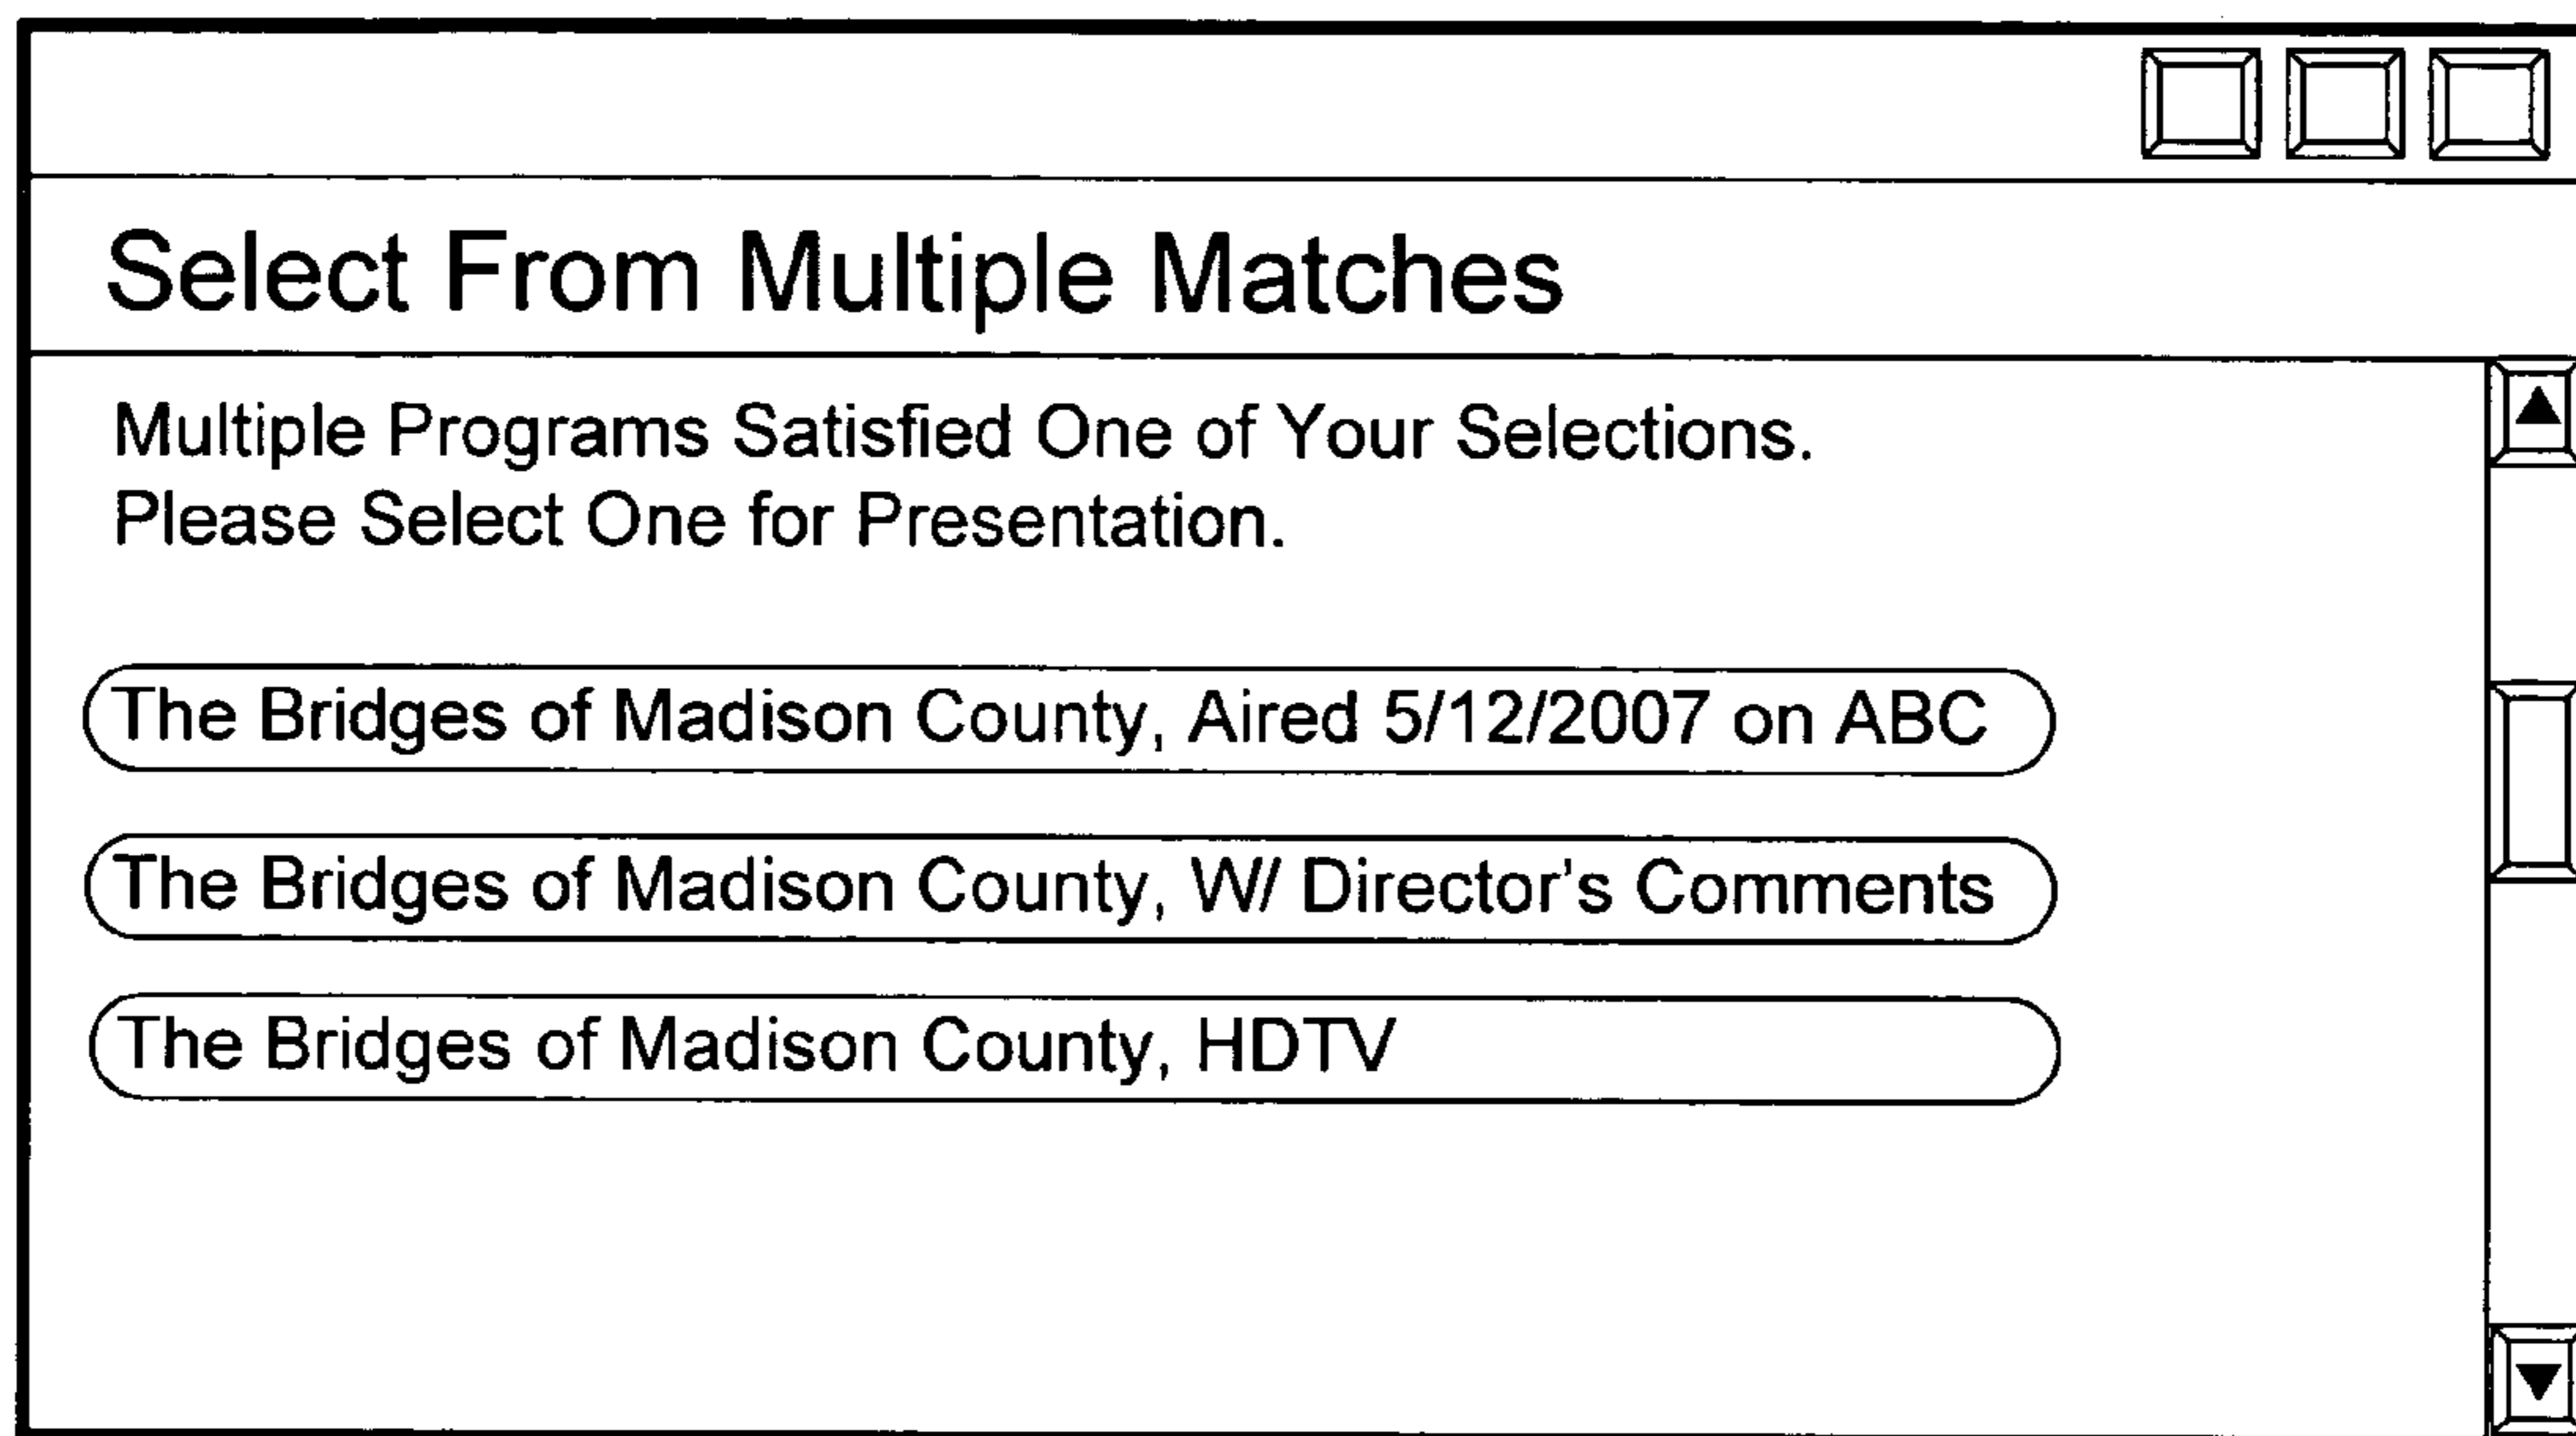 Select From Multiple Matches
Multiple Programs Satisfied One of Your Selections.
Please Select One for Presentation.
The Bridges of Madison County, Aired 5/12/2007 on ABC
The Bridges of Madison County, W/ Director's Comments
The Bridges of Madison County, HDTV